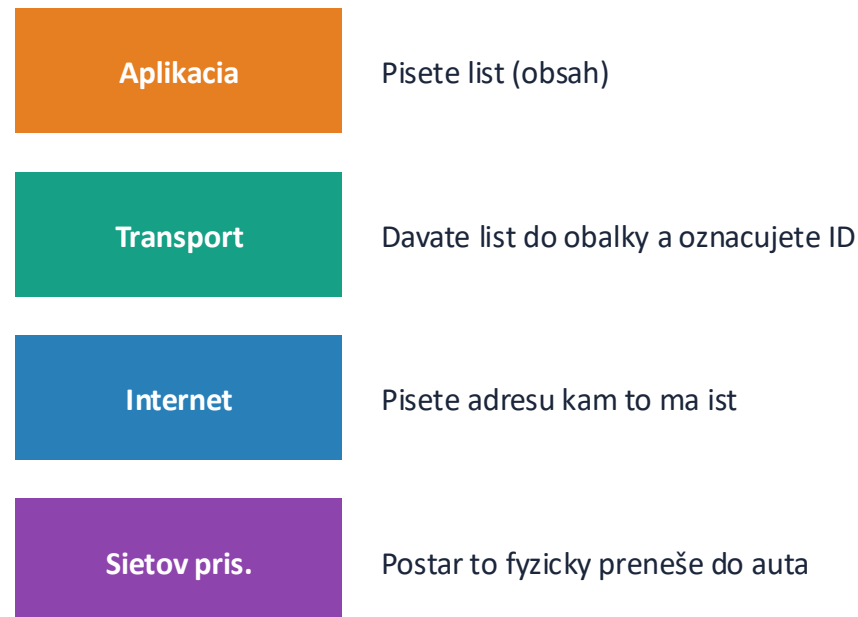 Aplikacia
Pisete list (obsah)
Transport
Davate list do obalky a oznacujete ID
Internet
Pisete adresu kam to ma ist
Sietov pris.
Postar to fyzicky preneše do auta